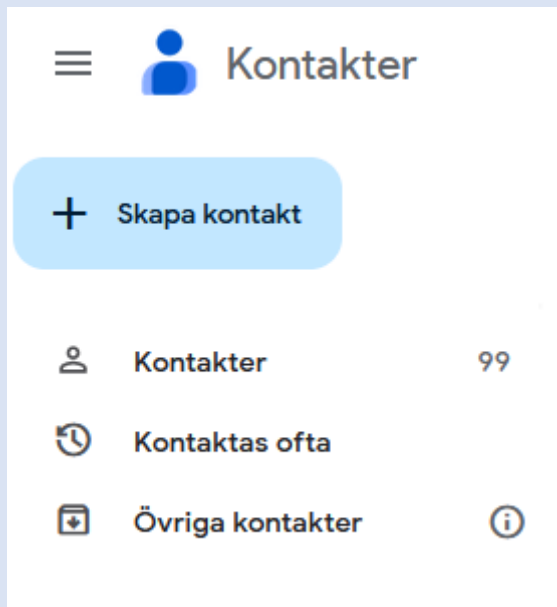 Kontakter
Skapa kontakt
Kontakter 99
Kontaktas ofta
Övriga kontakter